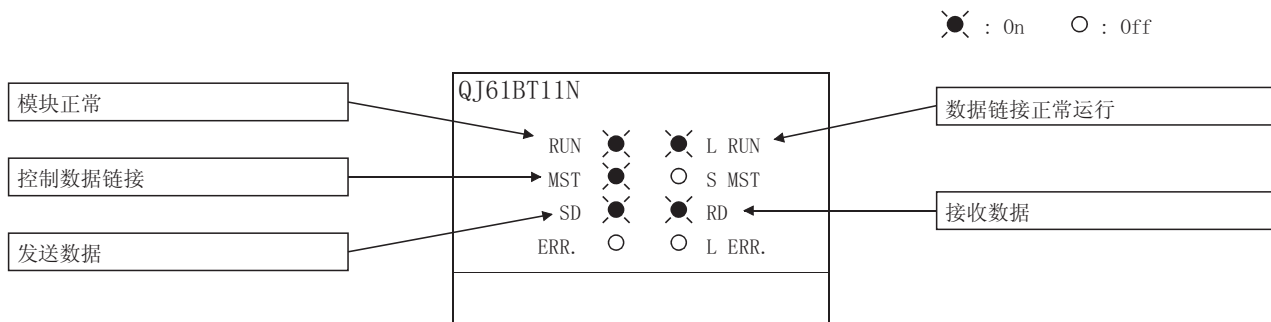 : On : Off
QJ61BT11N
模块正常
数据链接正常运行
RUN L RUN
控制数据链接
MST S MST
SD RD
接收数据
发送数据
ERR. L ERR.